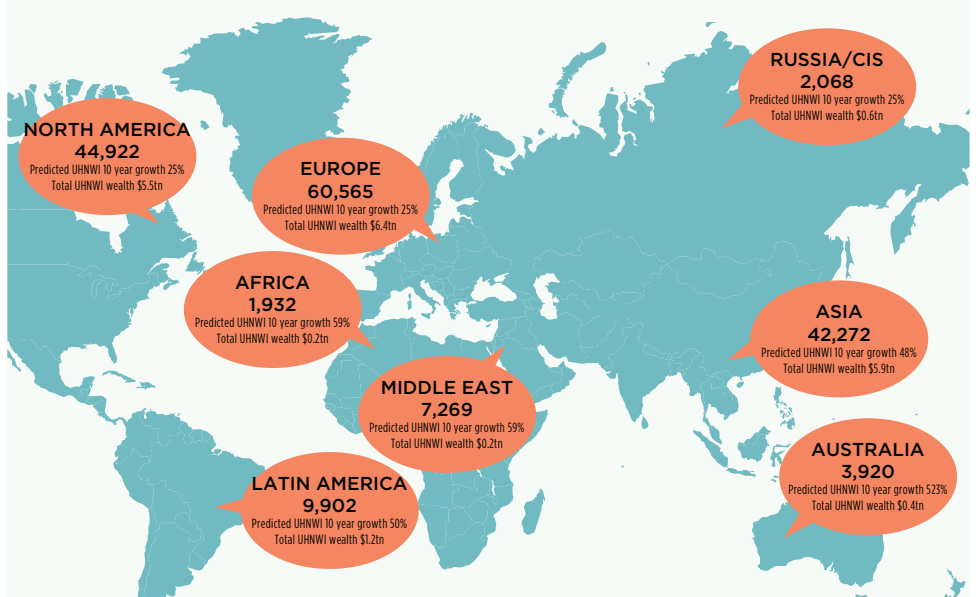 RUSSIA/CIS
2,068
Predicted UHNWI 10 year growth 25%
Total UHNWI wealth $0.6tn
NORTH AMERICA
44,922
Predicted UHNWI 10 year growth 25%
Total UHNWI wealth $5.5tn
EUROPE
60,565
Predicted UHNWI 10 year growth 25%
Total UHNWI wealth $6.4tn
AFRICA
1,932
Predicted UHNWI 10 year growth 59%
Total UHNWI wealth $0.2tn
ASIA
42,272
Predicted UHNWI 10 year growth 48%
Total UHNWI wealth $5.9tn
MIDDLE EAST
7,269
Predicted UHNWI 10 year growth 59%
Total UHNWI wealth $0.2tn
AUSTRALIA
3,920
Predicted UHNWI 10 year growth 523%
Total UHNWI wealth $0.4tn
LATIN AMERICA
9,902
Predicted UHNWI 10 year growth 50%
Total UHNWI wealth $1.2tn